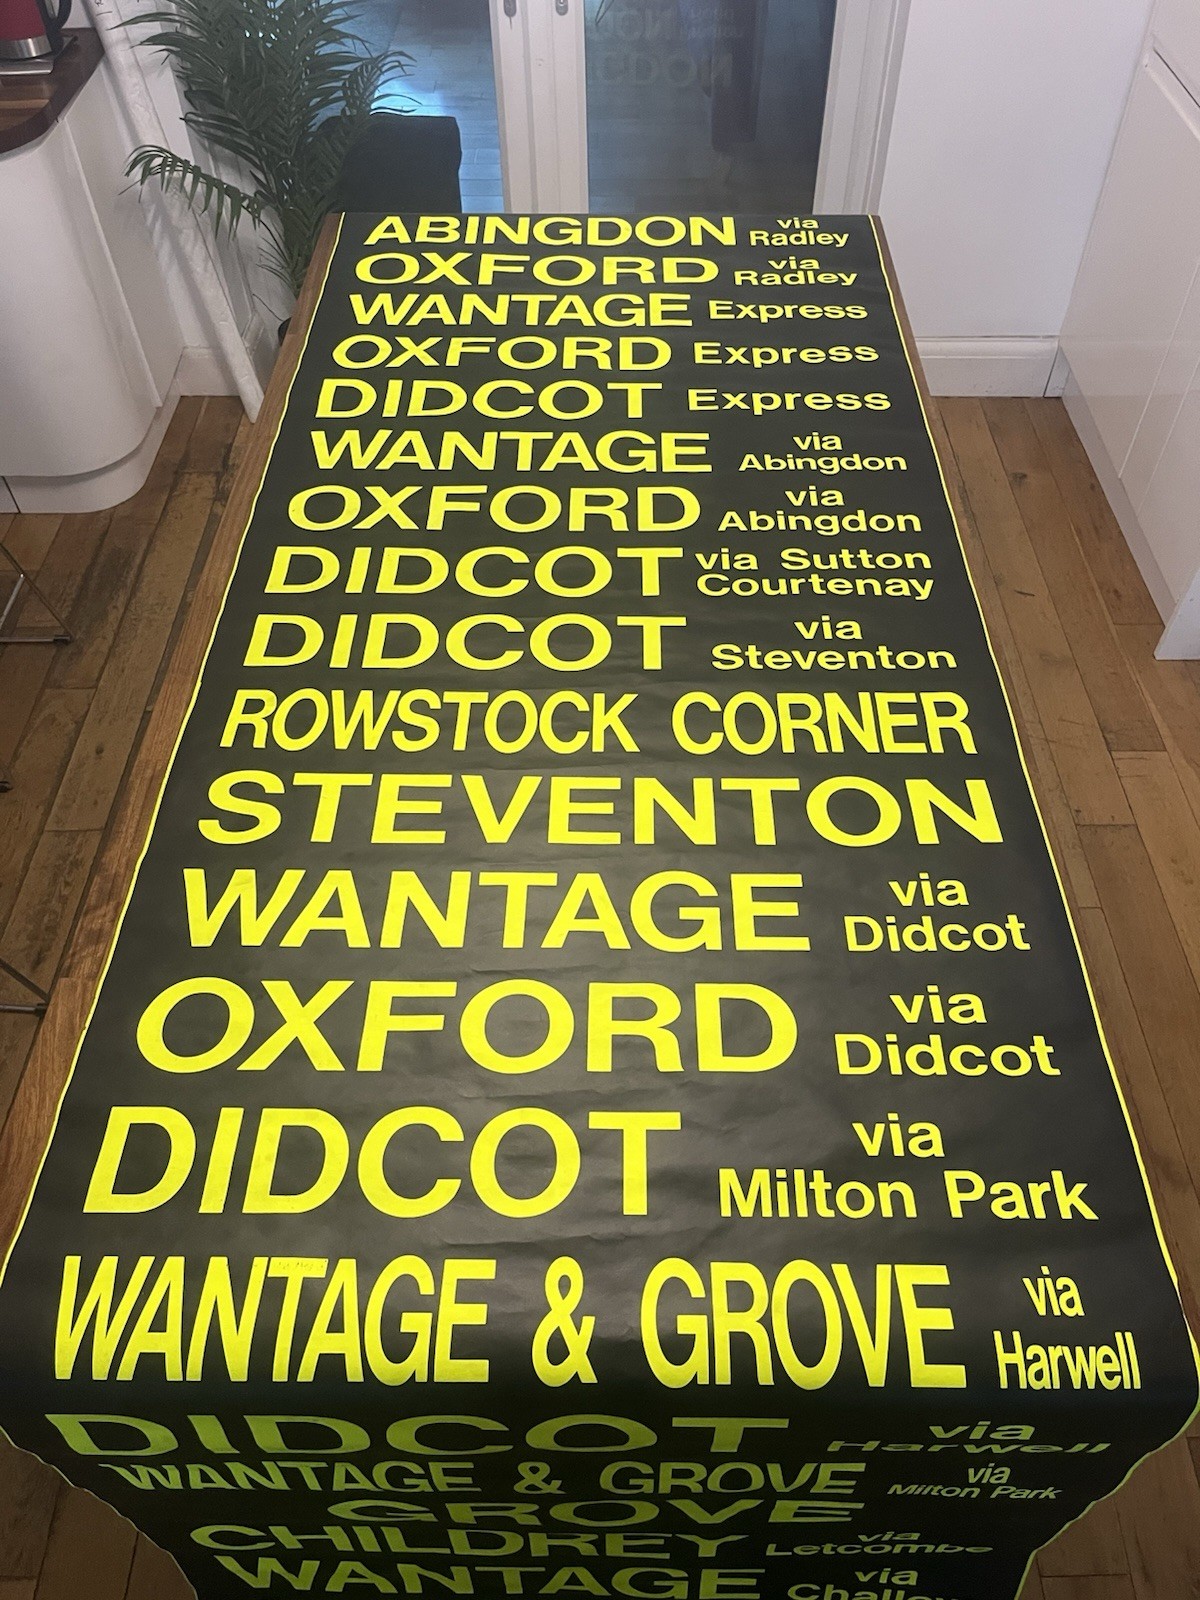 ABINGDON via Radley
OXFORD via Radley
WANTAGE Express
OXFORD Express
DIDCOT Express
WANTAGE via Abingdon
OXFORD via Abingdon
DIDCOT via Sutton Courtenay
DIDCOT via Steventon
ROWSTOCK CORNER
STEVENTON
WANTAGE via Didcot
OXFORD via Didcot
DIDCOT via Milton Park
WANTAGE & GROVE via Harwell
DIDCOT via Harwell
WANTAGE & GROVE via Milton Park
GROVE
CHILDREY via Letcombe
WANTAGE via